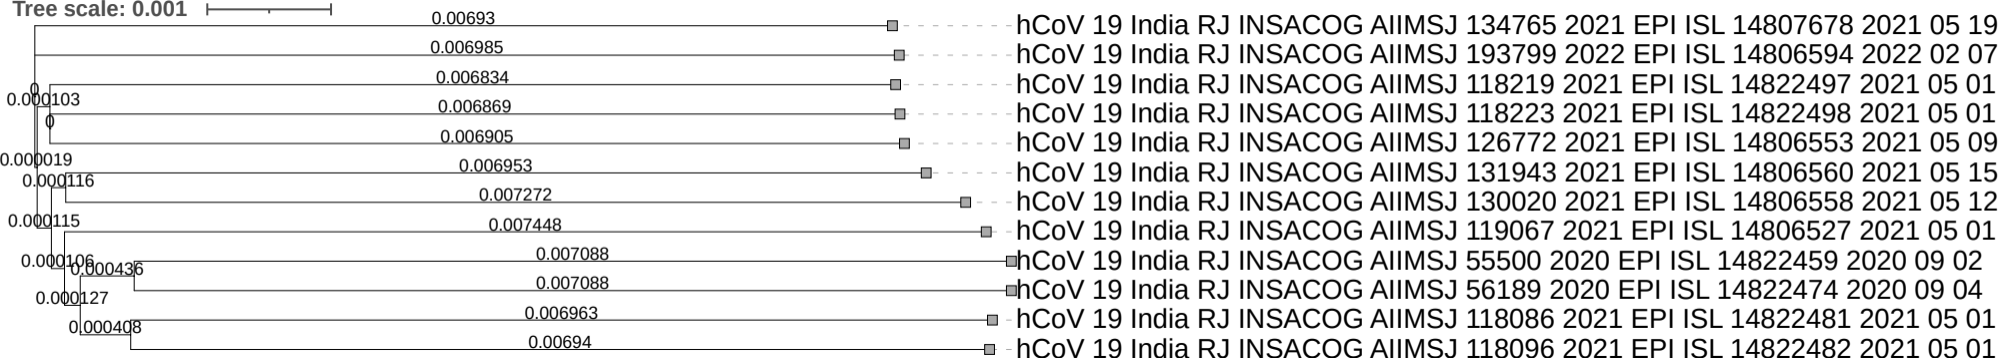 Tree scale: 0.001
0.00693
hCoV 19 India RJ INSACOG AIIMSJ 134765 2021 EPI ISL 14807678 2021 05 19
0.006985
hCoV 19 India RJ INSACOG AIIMSJ 193799 2022 EPI ISL 14806594 2022 02 07
0.006834
hCoV 19 India RJ INSACOG AIIMSJ 118219 2021 EPI ISL 14822497 2021 05 01
0
0.000103
0.006869
hCoV 19 India RJ INSACOG AIIMSJ 118223 2021 EPI ISL 14822498 2021 05 01
0
0.006905
hCoV 19 India RJ INSACOG AIIMSJ 126772 2021 EPI ISL 14806553 2021 05 09
0.000019
0.006953
hCoV 19 India RJ INSACOG AIIMSJ 131943 2021 EPI ISL 14806560 2021 05 15
0.000116
0.007272
hCoV 19 India RJ INSACOG AIIMSJ 130020 2021 EPI ISL 14806558 2021 05 12
0.000115
0.007448
hCoV 19 India RJ INSACOG AIIMSJ 119067 2021 EPI ISL 14806527 2021 05 01
0.007088
hCoV 19 India RJ INSACOG AIIMSJ 55500 2020 EPI ISL 14822459 2020 09 02
0.000106
0.000436
0.007088
hCoV 19 India RJ INSACOG AIIMSJ 56189 2020 EPI ISL 14822474 2020 09 04
0.000127
0.006963
hCoV 19 India RJ INSACOG AIIMSJ 118086 2021 EPI ISL 14822481 2021 05 01
0.000408
0.00694
hCoV 19 India RJ INSACOG AIIMSJ 118096 2021 EPI ISL 14822482 2021 05 01